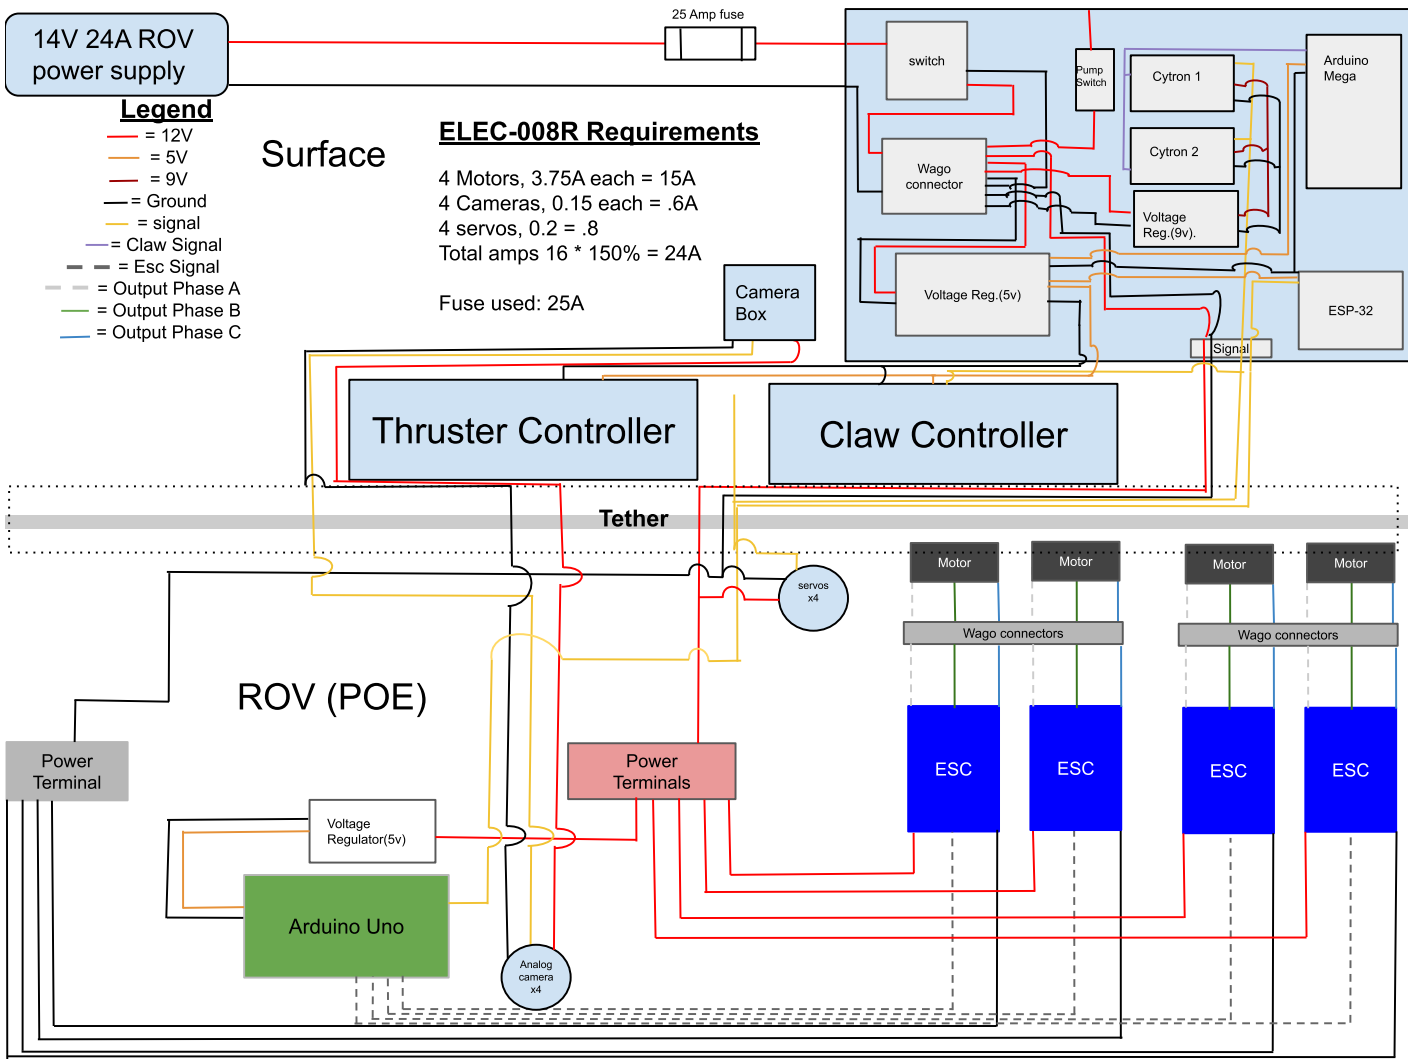 14V 24A ROV
power supply
25 Amp fuse
Legend
= 12V
= 5V
= 9V
= Ground
= signal
= Claw Signal
= Esc Signal
= Output Phase A
= Output Phase B
= Output Phase C
Surface
ELEC-008R Requirements
4 Motors, 3.75A each = 15A
4 Cameras, 0.15 each = .6A
4 servos, 0.2 = .8
Total amps 16 * 150% = 24A
Fuse used: 25A
switch
Pump
Switch
Cytron 1
Arduino
Mega
Cytron 2
Wago
connector
Voltage
Reg.(9v).
Voltage Reg.(5v)
ESP-32
Signal
Camera
Box
Thruster Controller
Claw Controller
Tether
servos
x4
Motor
Motor
Motor
Motor
Wago connectors
Wago connectors
ROV (POE)
Power
Terminal
Power
Terminals
ESC
ESC
ESC
ESC
Voltage
Regulator(5v)
Arduino Uno
Analog
camera
x4